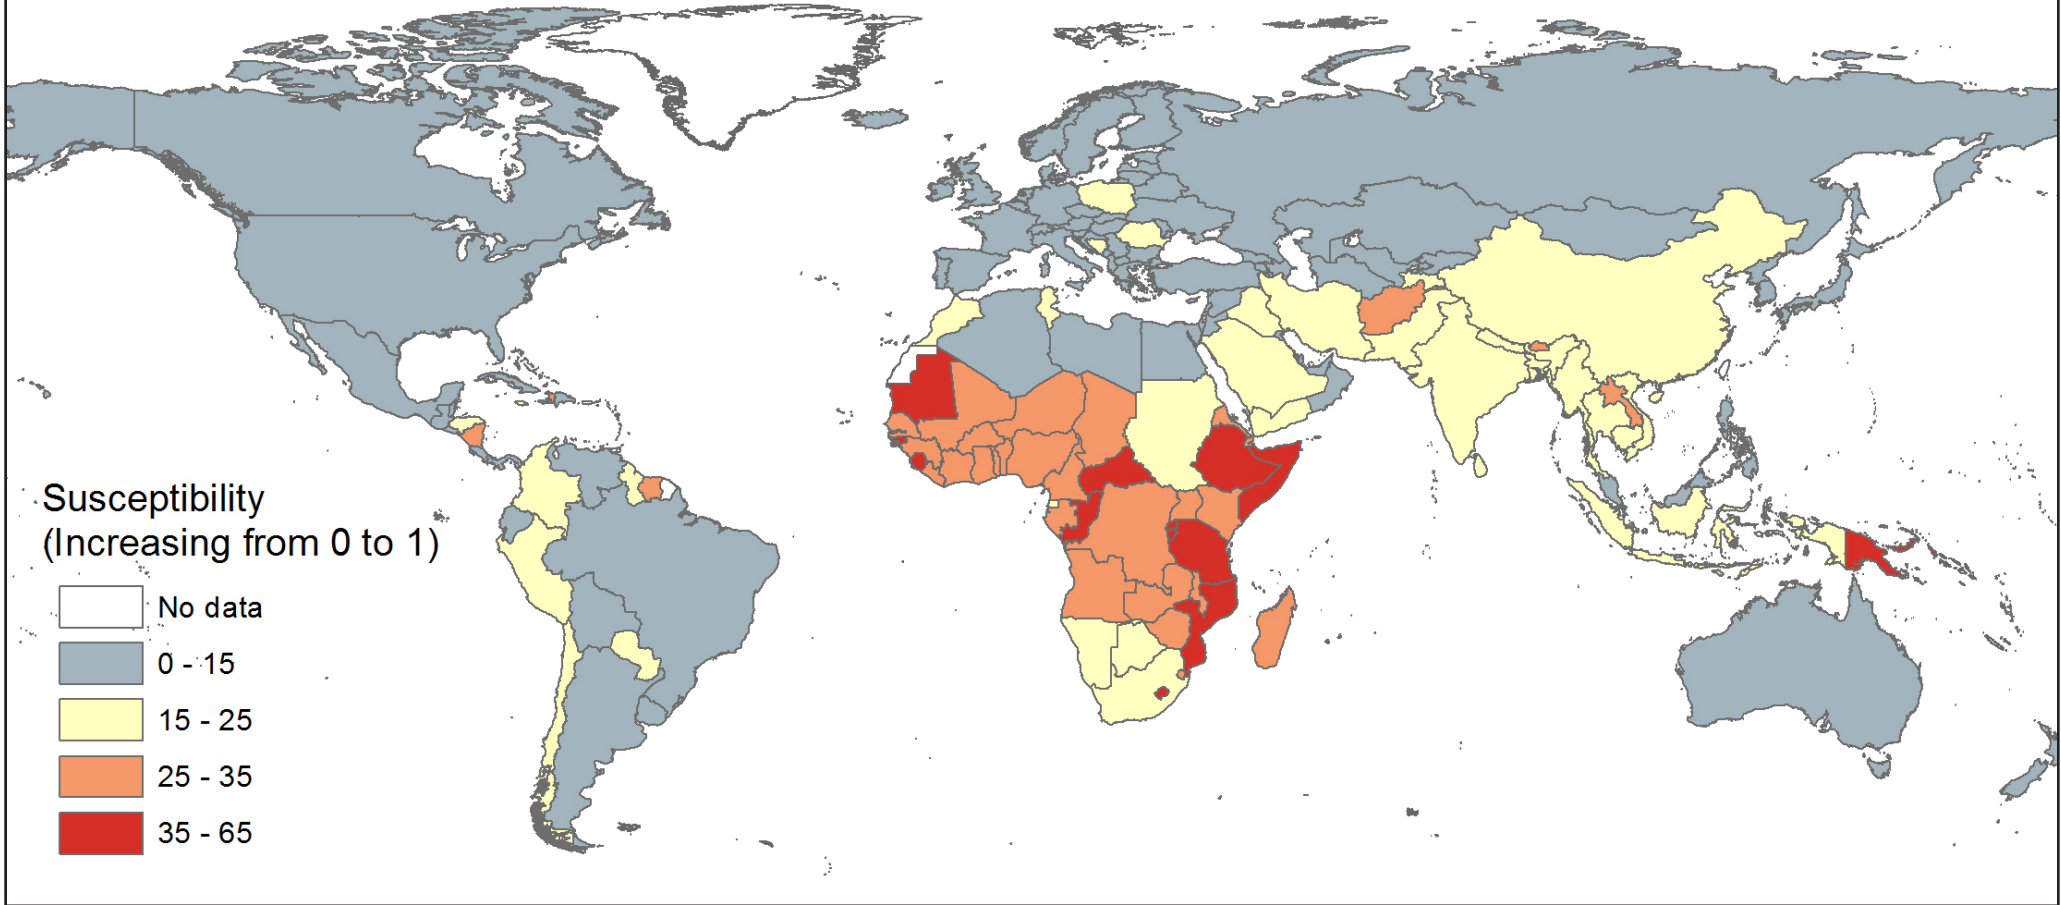 Susceptibility
(Increasing from 0 to 1)
No data
0 - 15
15 - 25
25 - 35
35 - 65